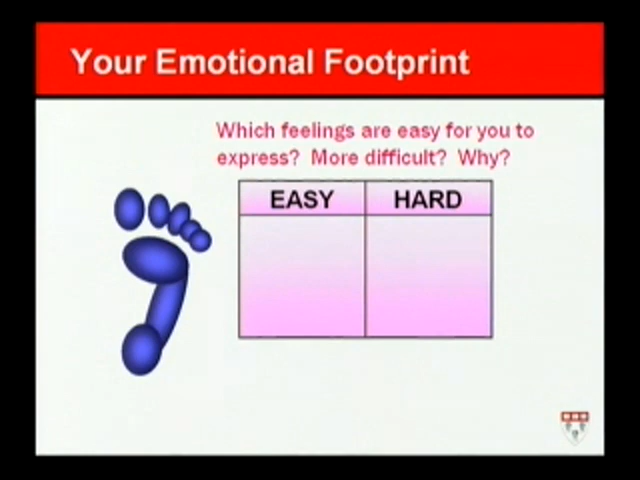 Your Emotional Footprint
Which feelings are easy for you to
express? More difficult? Why?
EASY HARD